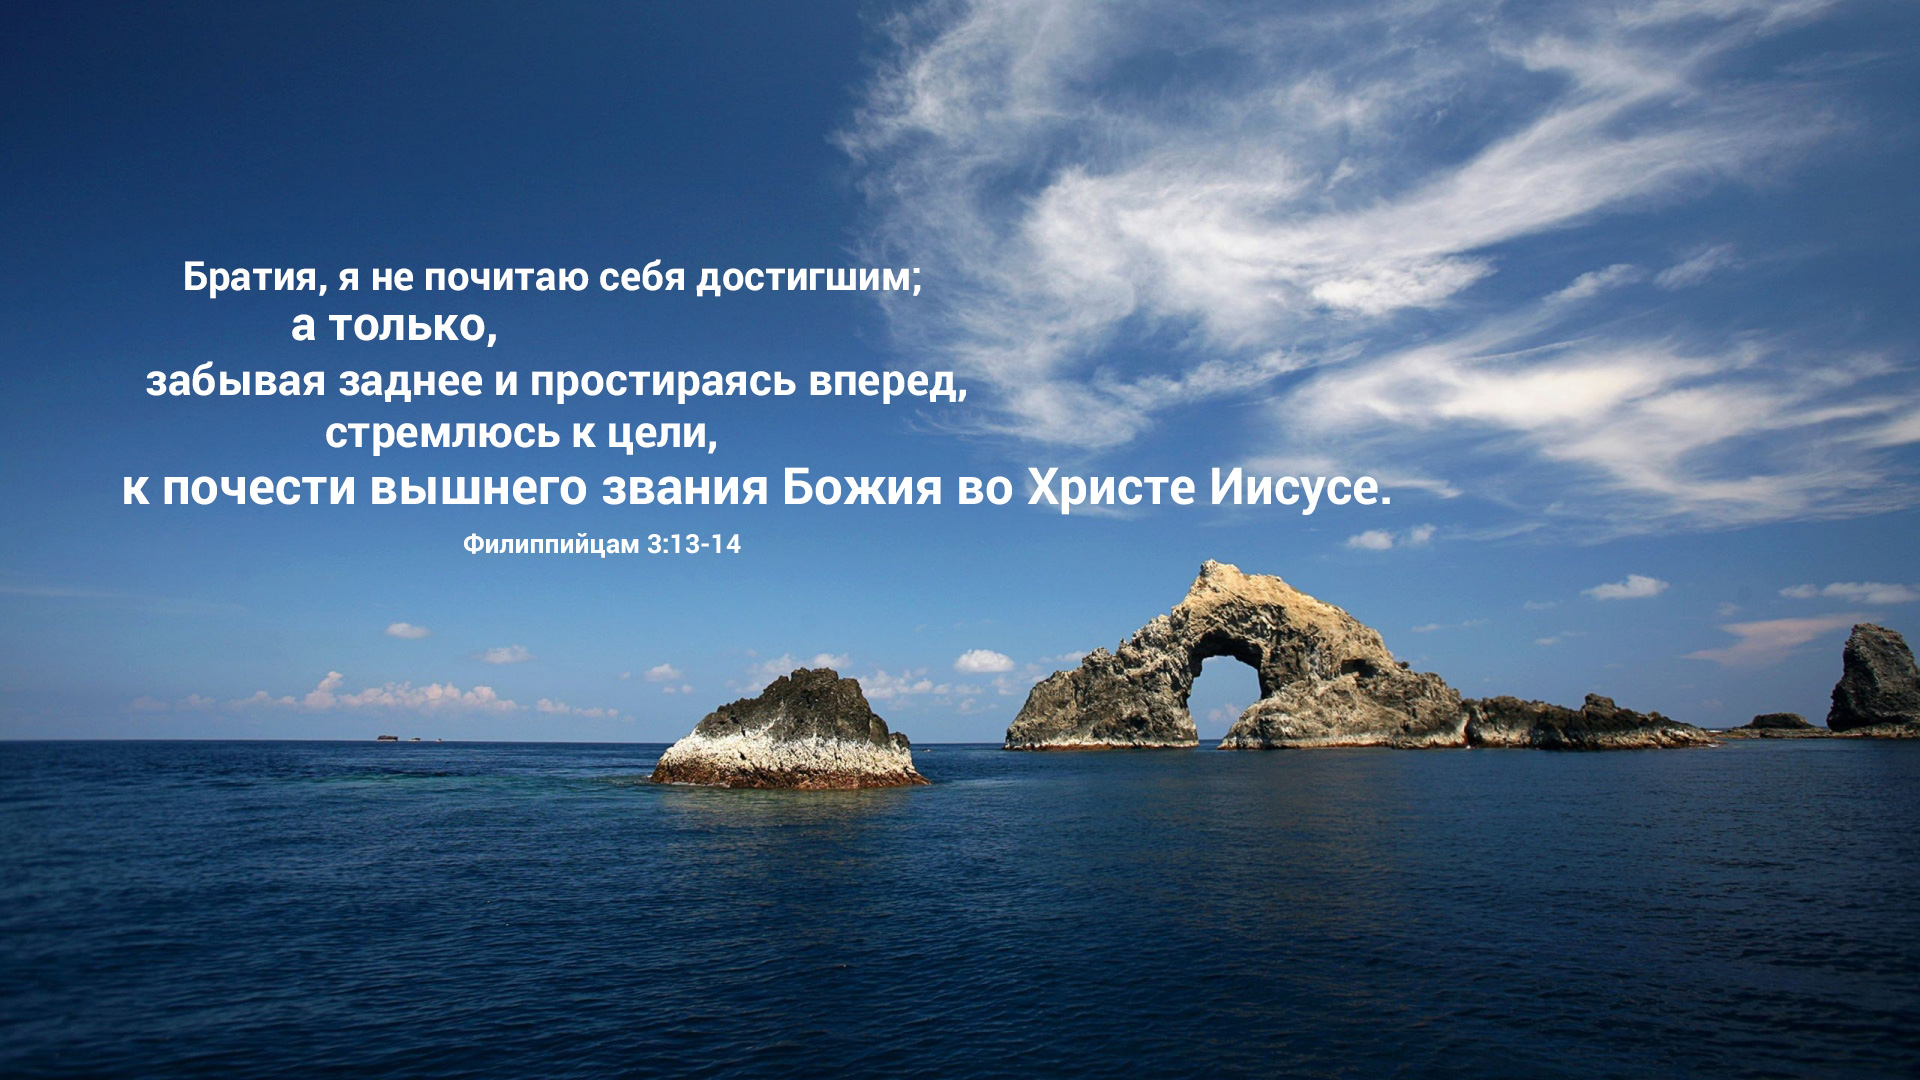 Братия, я не почитаю себя достигшим;
а только,
забывая заднее и простираясь вперед,
стремлюсь к цели,
к почести вышнего звания Божия во Христе Иисусе.
Филиппийцам 3:13-14